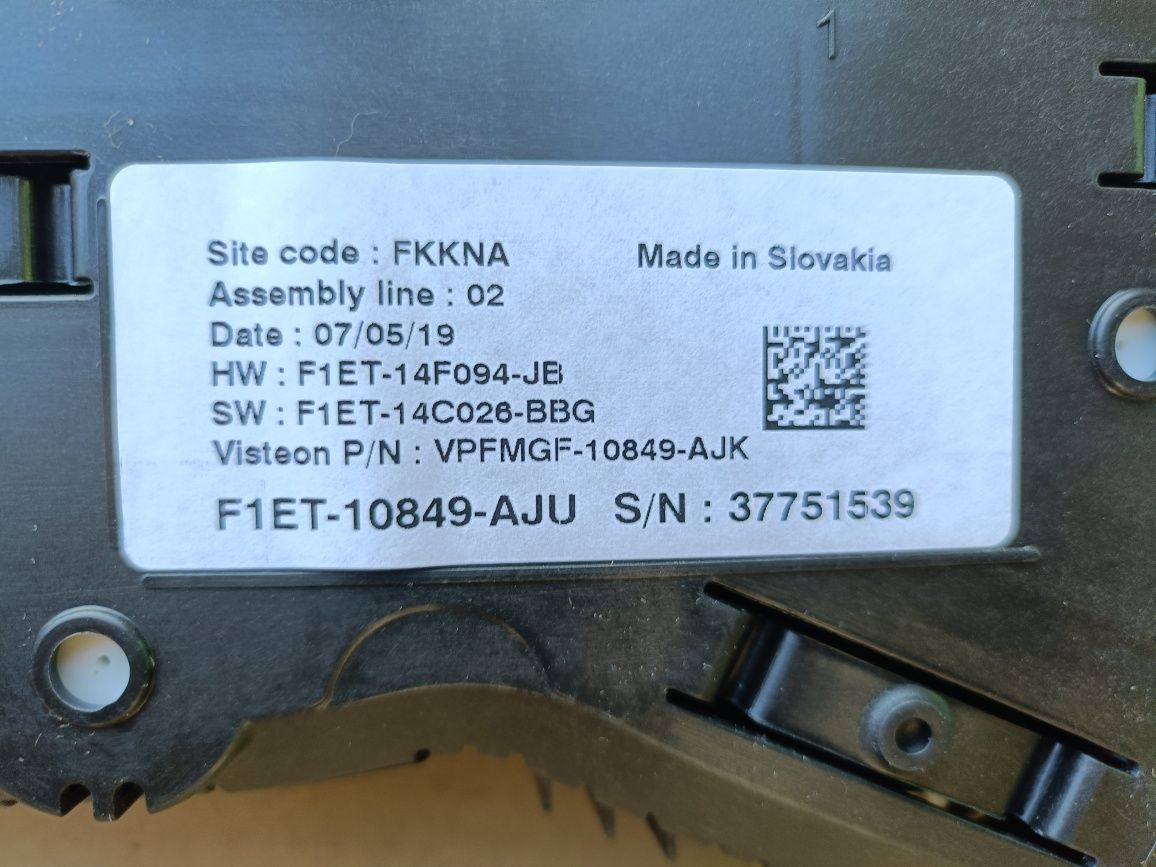 1
Site code : FKKNA Made in Slovakia
Assembly line : 02
Date : 07/05/19
HW : F1ET-14F094-JB
SW : F1ET-14C026-BBG
Visteon P/N : VPFMGF-10849-AJK
F1ET-10849-AJU S/N : 37751539